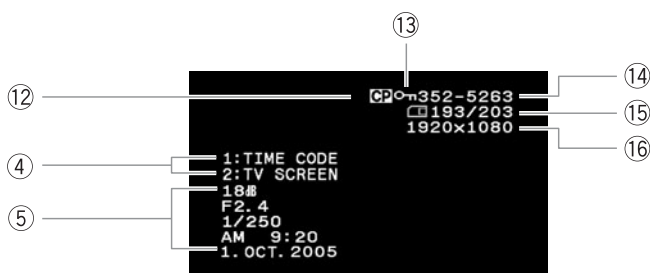 ⑬
⑫ CP 352-5263 ⑭
193/203 ⑮
1920x1080 ⑯
④ 1:TIME CODE
2:TV SCREEN
⑤ 18dB
F2.4
1/250
AM 9:20
1.OCT.2005